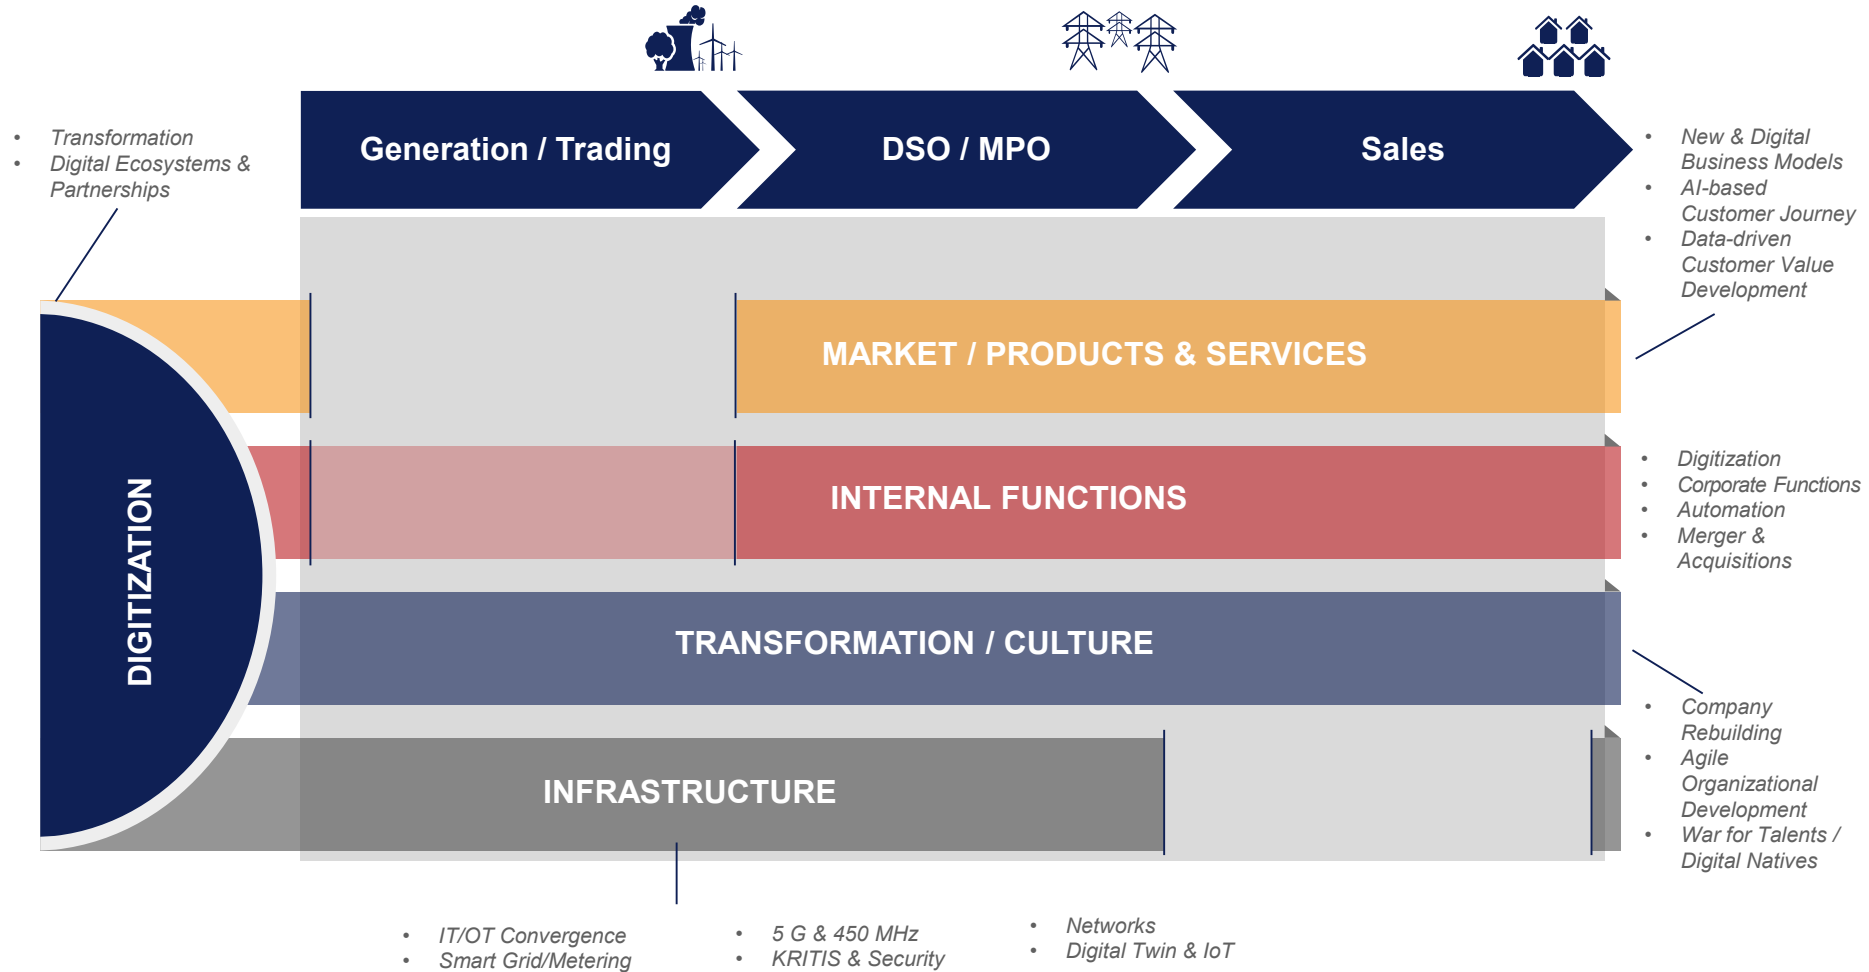 Generation / Trading
DSO / MPO
Sales
• Transformation
• Digital Ecosystems &
Partnerships
• New & Digital
Business Models
• AI-based
Customer Journey
• Data-driven
Customer Value
Development
DIGITIZATION
MARKET / PRODUCTS & SERVICES
INTERNAL FUNCTIONS
• Digitization
• Corporate Functions
• Automation
• Merger &
Acquisitions
TRANSFORMATION / CULTURE
• Company
Rebuilding
• Agile
Organizational
Development
• War for Talents /
Digital Natives
INFRASTRUCTURE
• IT/OT Convergence
• Smart Grid/Metering
• 5 G & 450 MHz
• KRITIS & Security
• Networks
• Digital Twin & IoT